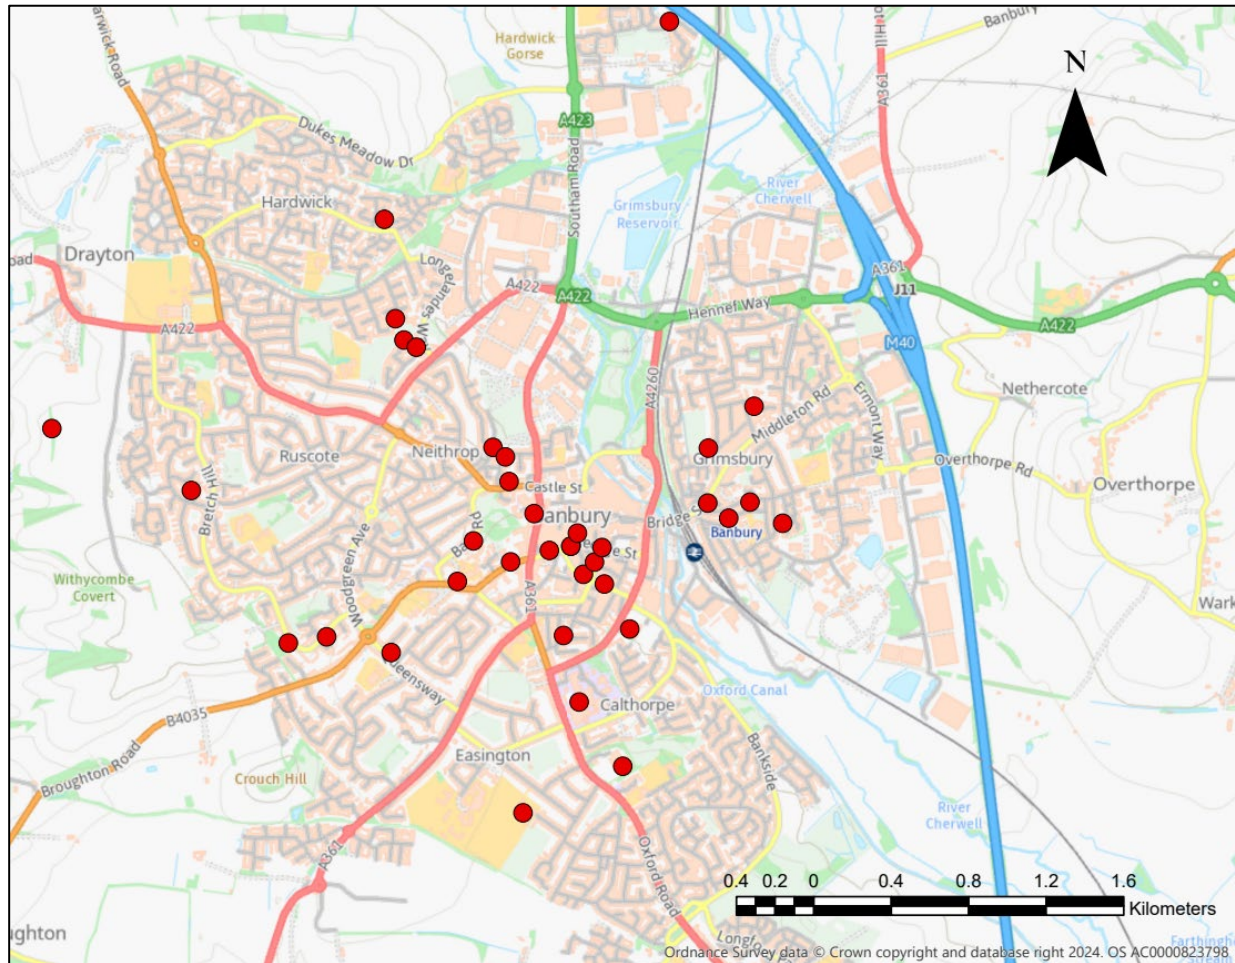 Hardwick
Gorse
Banbury
N
A361
A423
Southam Road
Dukes Meadow Dr
Hardwick
Grimsbury
Reservoir
River
Cherwell
Drayton
A422
A422
A422
A361
J11
Hennef Way
A422
M40
A4260
Nethercote
Middleton Rd
Ermont Way
Ruscote
Neithrop
Grimsbury
Overthorpe Rd
Overthorpe
Bretch Hill
Castle St
Bridge St
Banbury
Woodgreen Ave
Withycombe
Covert
A361
Queensway
Oxford Canal
Calthorpe
B4035
Broughton Road
Easington
Bankside
Crouch Hill
River
Cherwell
A361
Oxford Road
0.4 0.2 0 0.4 0.8 1.2 1.6
Kilometers
Ordnance Survey data © Crown copyright and database right 2024. OS AC0000823798